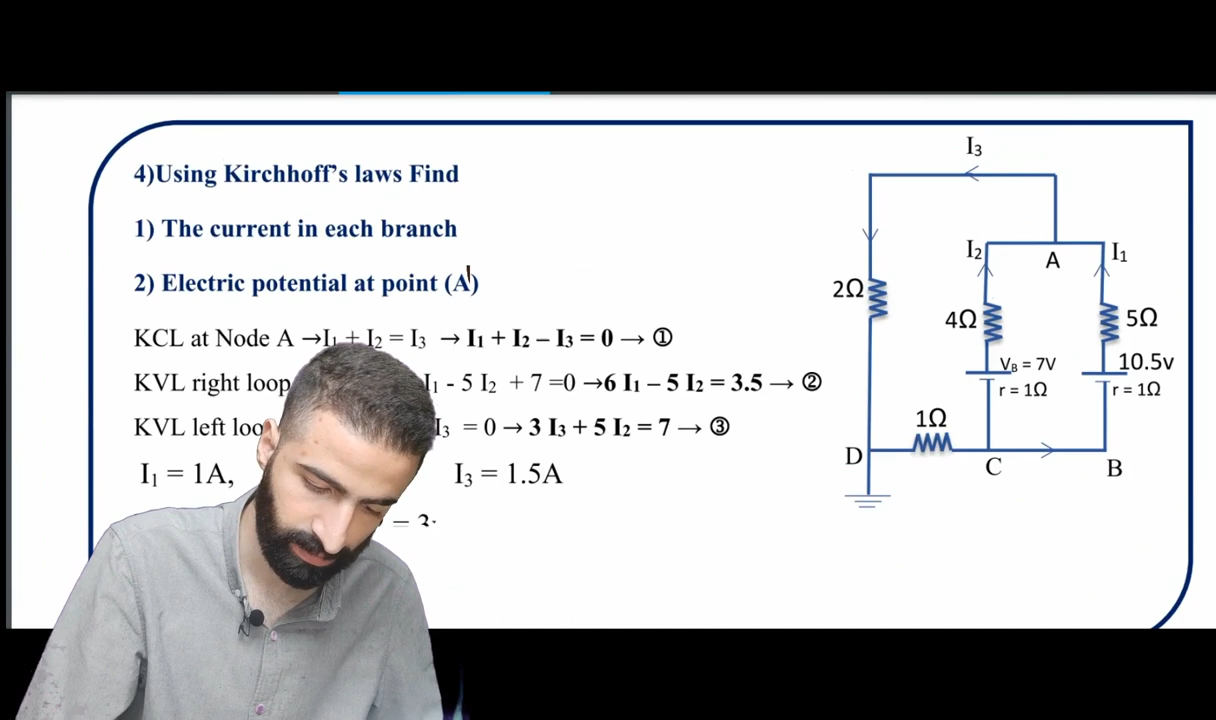 4)Using Kirchhoff's laws Find
1) The current in each branch
2) Electric potential at point (A)
KCL at Node A →I₁ + I₂ = I₃ → I₁ + I₂ – I₃ = 0 → ①
KVL right loop I₁ - 5 I₂ + 7 =0 →6 I₁ – 5 I₂ = 3.5 → ②
KVL left I₃ = 0 → 3 I₃ + 5 I₂ = 7 → ③
I₁ = 1A, I₃ = 1.5A
I₃
I₂
A
I₁
2Ω
4Ω
5Ω
V_B = 7V
10.5v
r = 1Ω
r = 1Ω
1Ω
D
C
B